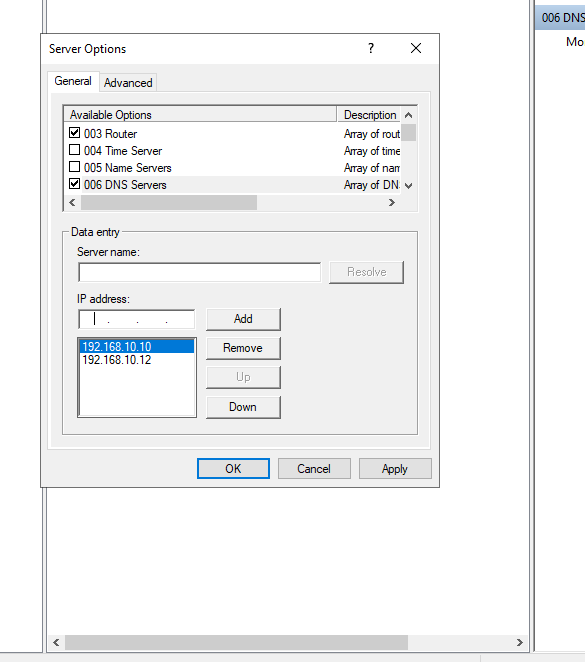 006 DNS
Mo
Server Options
?
General
Advanced
Available Options Description
003 Router Array of rout
004 Time Server Array of time
005 Name Servers Array of nam
006 DNS Servers Array of DN
Data entry
Server name:
Resolve
IP address:
. . .
Add
192.168.10.10
192.168.10.12
Remove
Up
Down
OK Cancel Apply